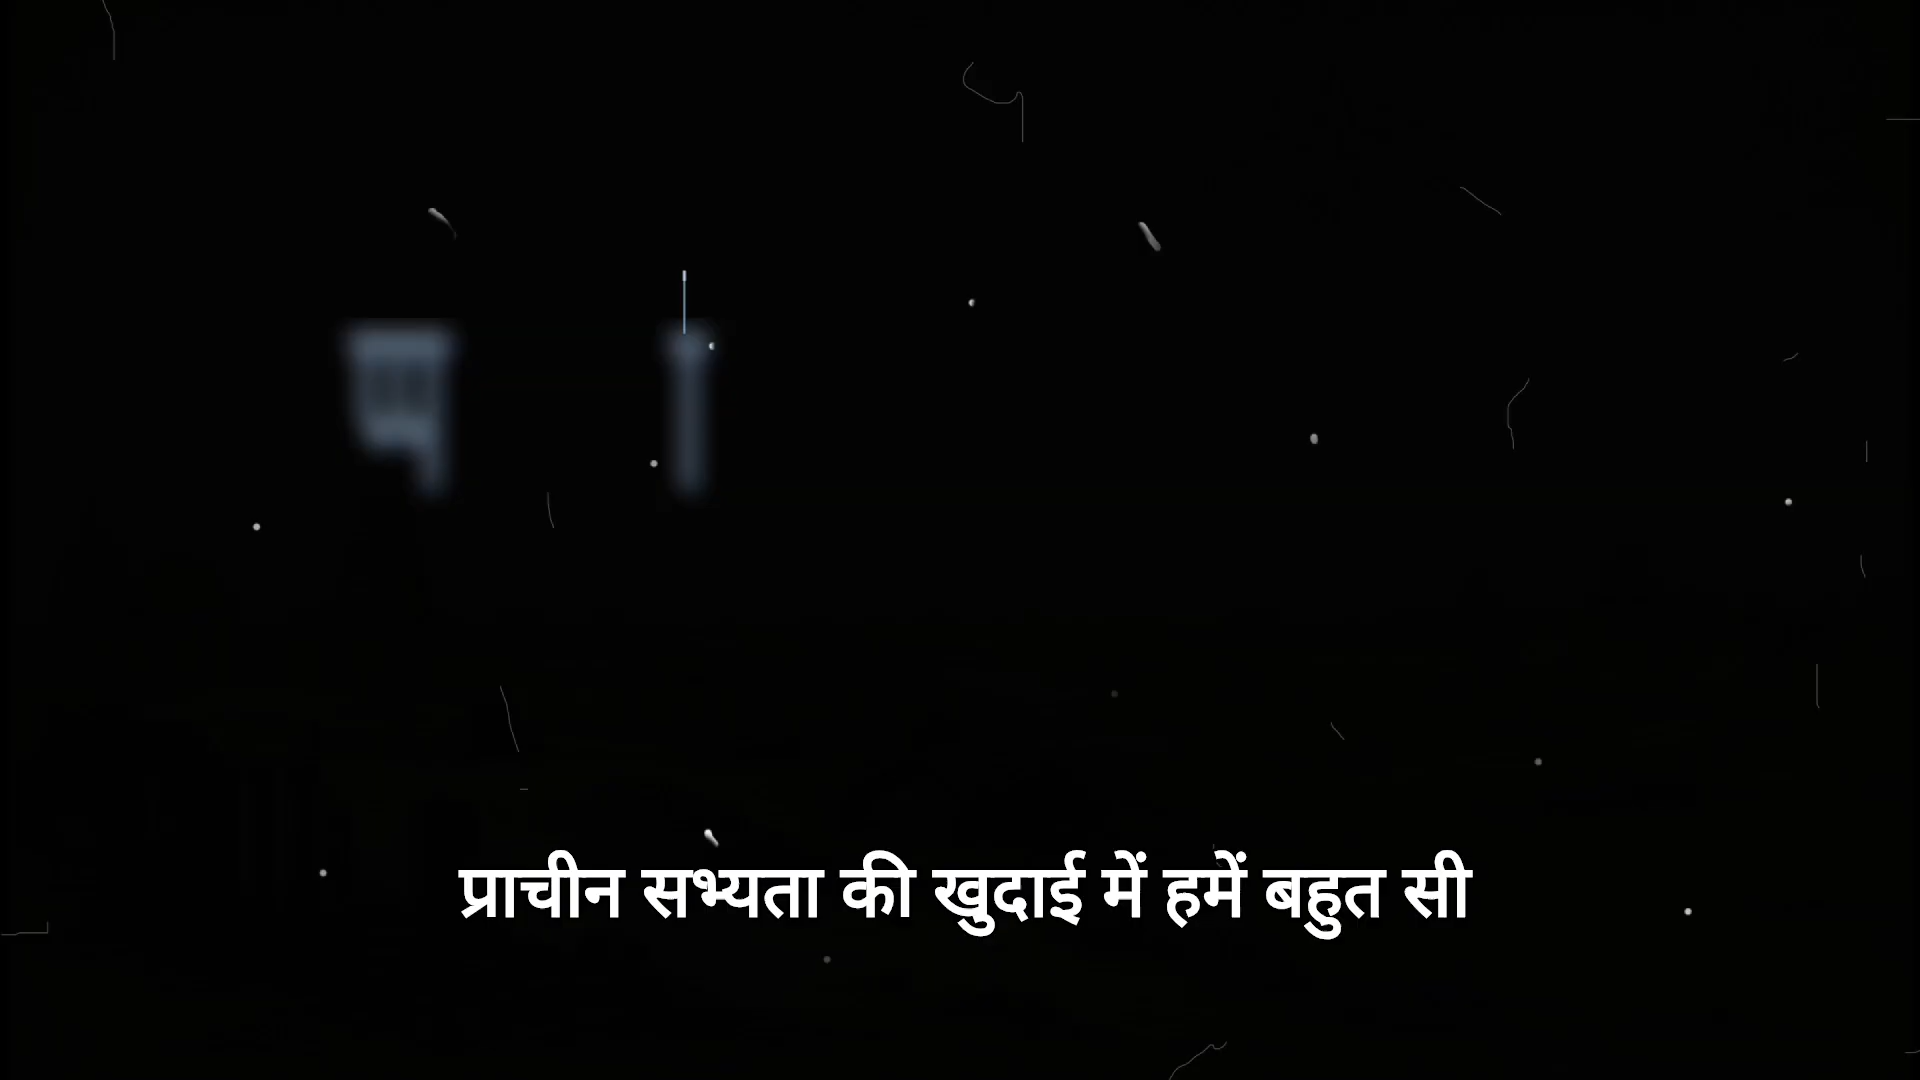 प्राचीन सभ्यता की खुदाई में हमें बहुत सी